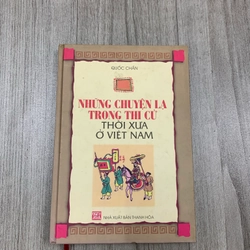 QUỐC CHẤN
NHỮNG CHUYỆN LẠ
TRONG THI CỬ
THỜI XƯA
Ở VIỆT NAM
NHÀ XUẤT BẢN THANH HÓA